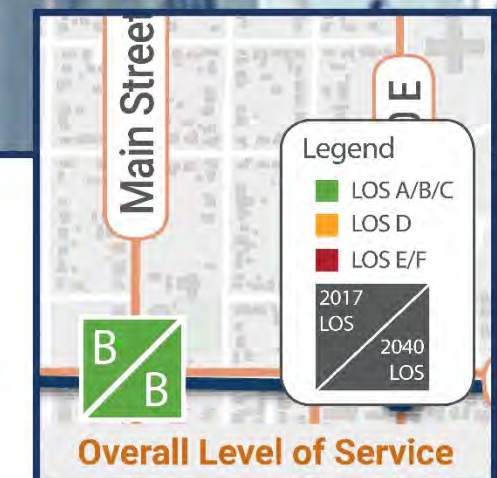 Main Street
Legend
LOS A/B/C
LOS D
LOS E/F
2017
LOS
2040
LOS
B
B
Overall Level of Service